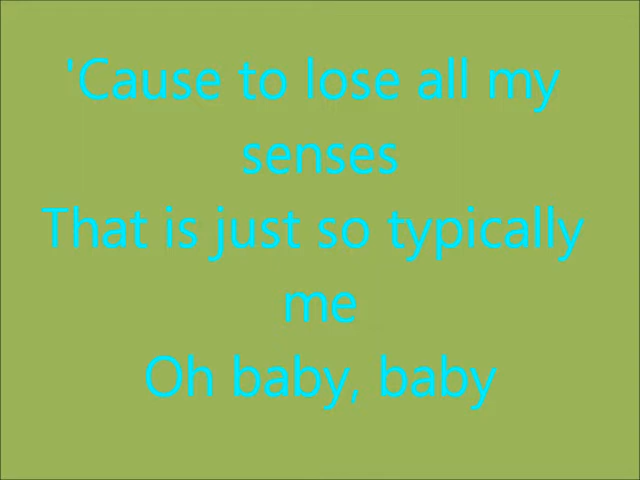 'Cause to lose all my
senses
That is just so typically
me
Oh baby, baby